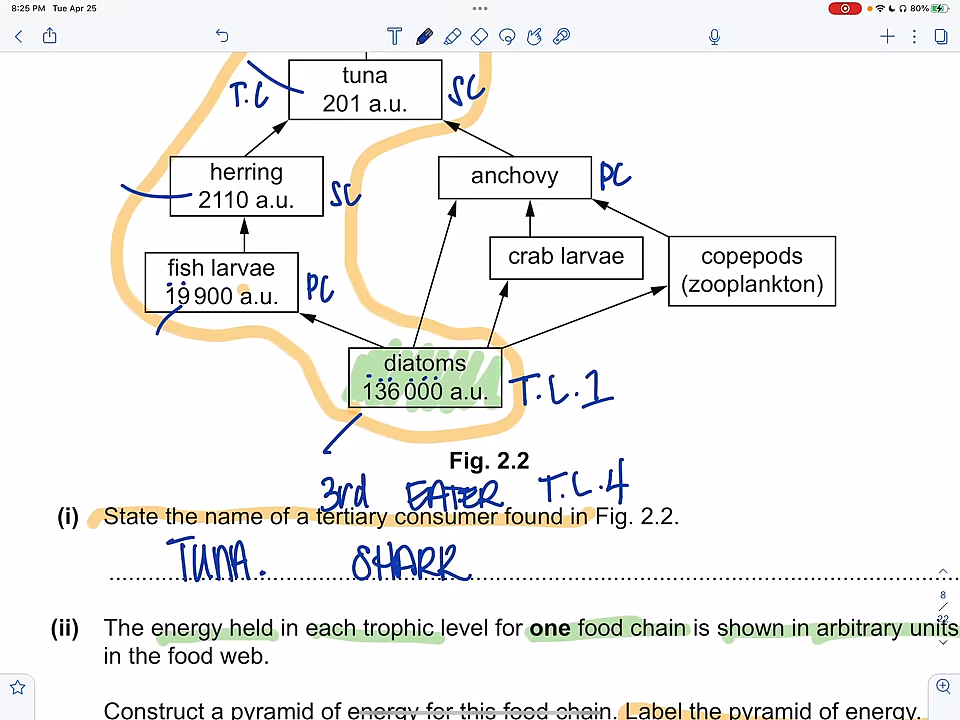 8:25 PM Tue Apr 25
80%
tuna
201 a.u.
T.C
SC
herring
2110 a.u.
SC
anchovy
PC
fish larvae
19 900 a.u.
PC
crab larvae
copepods
(zooplankton)
diatoms
136 000 a.u.
T.L.1
Fig. 2.2
3rd EATER T.L.4
(i) State the name of a tertiary consumer found in Fig. 2.2.
TUNA. SHARK
8
/
22
(ii) The energy held in each trophic level for one food chain is shown in arbitrary units
in the food web.
Construct a pyramid of energy for this food chain. Label the pyramid of energy.